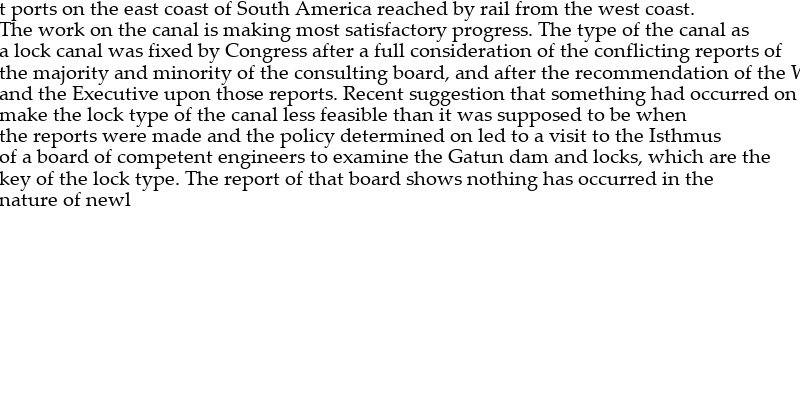 t ports on the east coast of South America reached by rail from the west coast.
The work on the canal is making most satisfactory progress. The type of the canal as
a lock canal was fixed by Congress after a full consideration of the conflicting reports of
the majority and minority of the consulting board, and after the recommendation of the
and the Executive upon those reports. Recent suggestion that something had occurred on
make the lock type of the canal less feasible than it was supposed to be when
the reports were made and the policy determined on led to a visit to the Isthmus
of a board of competent engineers to examine the Gatun dam and locks, which are the
key of the lock type. The report of that board shows nothing has occurred in the
nature of newl